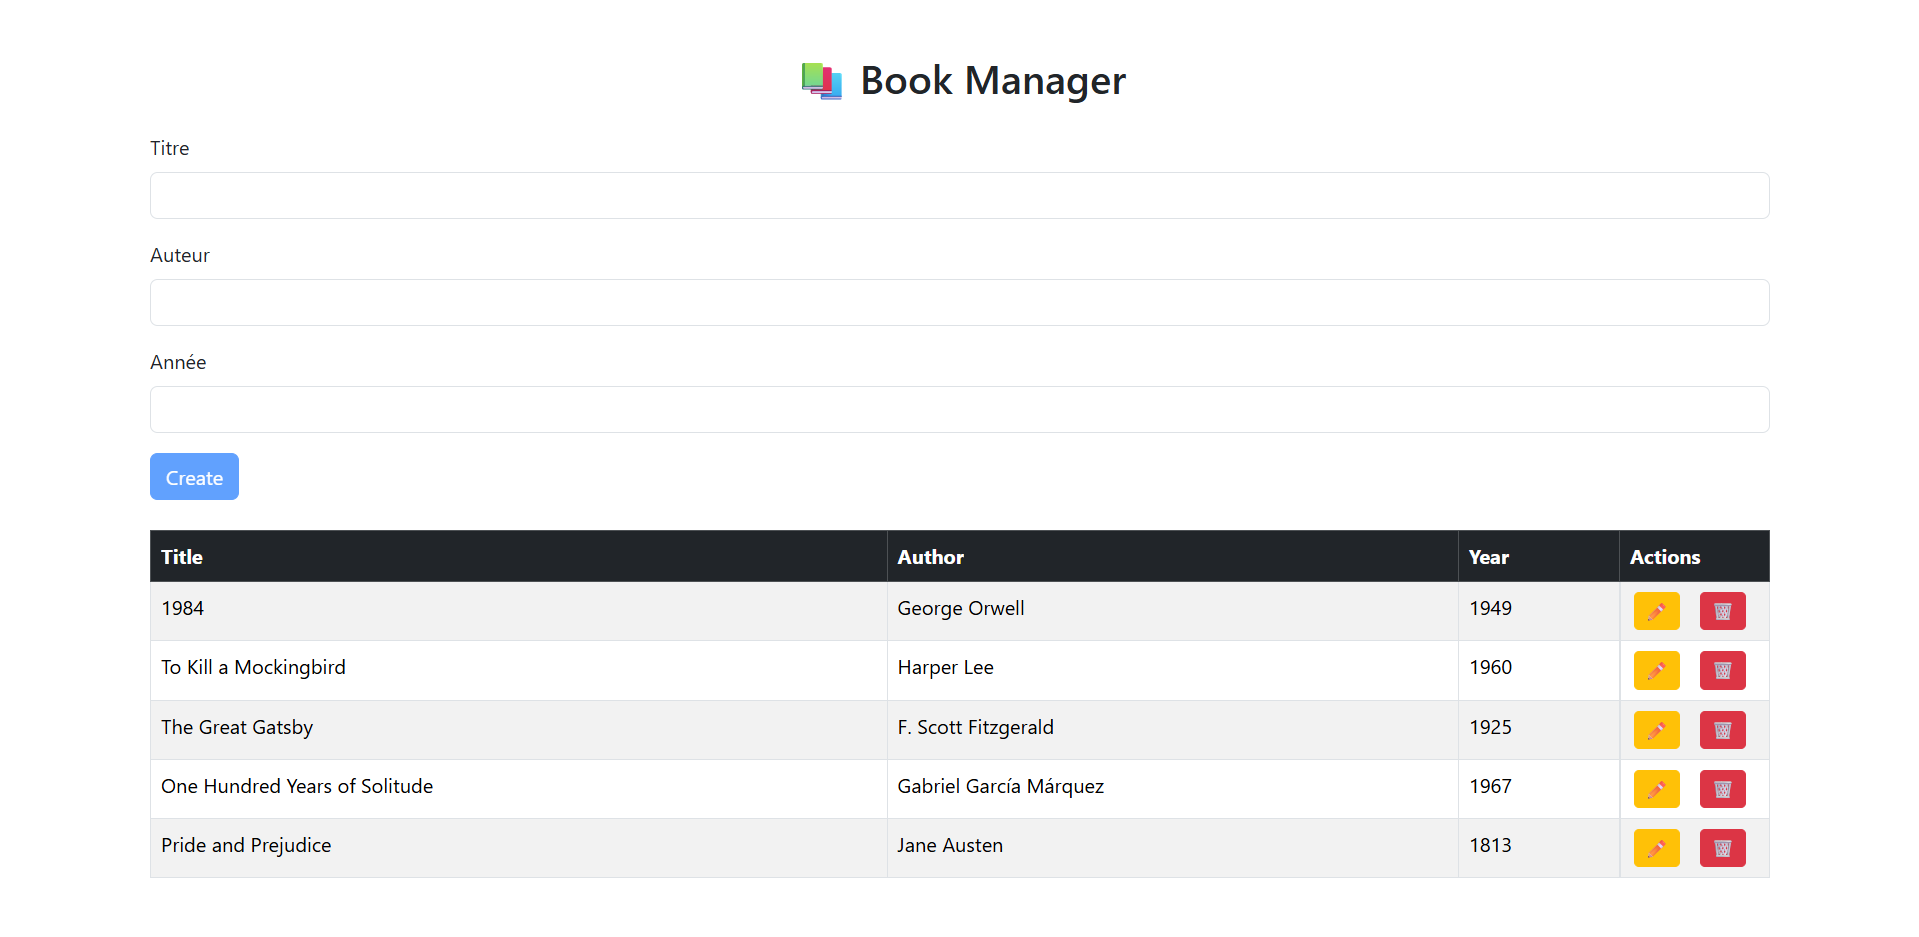 Book Manager
Titre
Auteur
Année
Create
Title Author Year Actions
1984 George Orwell 1949
To Kill a Mockingbird Harper Lee 1960
The Great Gatsby F. Scott Fitzgerald 1925
One Hundred Years of Solitude Gabriel García Márquez 1967
Pride and Prejudice Jane Austen 1813